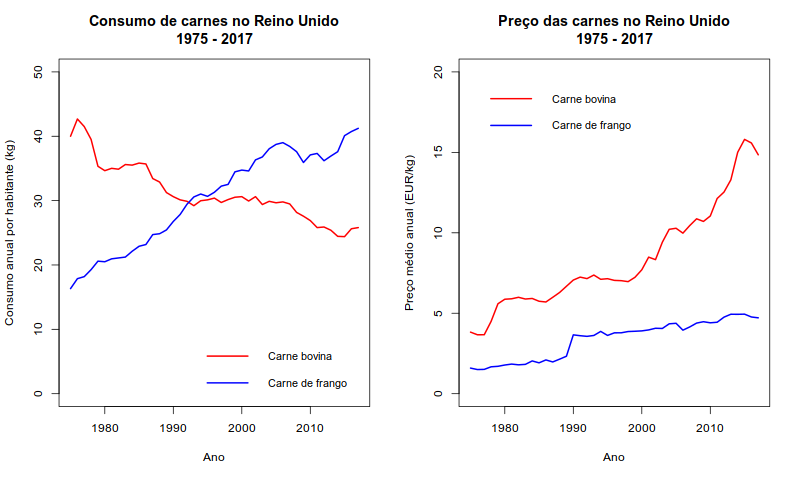 Consumo de carnes no Reino Unido
1975 - 2017
Consumo anual por habitante (kg)
50
40
30
20
10
0
Carne bovina
Carne de frango
1980 1990 2000 2010
Ano
Preço das carnes no Reino Unido
1975 - 2017
Preço médio anual (EUR/kg)
20
15
10
5
0
Carne bovina
Carne de frango
1980 1990 2000 2010
Ano